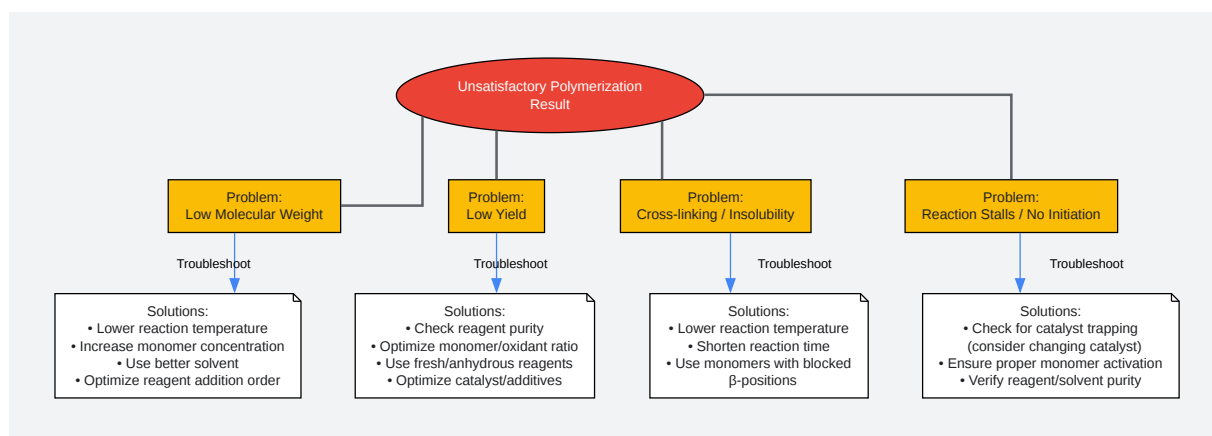 Unsatisfactory Polymerization
Result
Problem:
Low Molecular Weight
Problem:
Low Yield
Problem:
Cross-linking / Insolubility
Problem:
Reaction Stalls / No Initiation
Troubleshoot
Troubleshoot
Troubleshoot
Troubleshoot
Solutions:
• Lower reaction temperature
• Increase monomer concentration
• Use better solvent
• Optimize reagent addition order
Solutions:
• Check reagent purity
• Optimize monomer/oxidant ratio
• Use fresh/anhydrous reagents
• Optimize catalyst/additives
Solutions:
• Lower reaction temperature
• Shorten reaction time
• Use monomers with blocked
β-positions
Solutions:
• Check for catalyst trapping
(consider changing catalyst)
• Ensure proper monomer activation
• Verify reagent/solvent purity